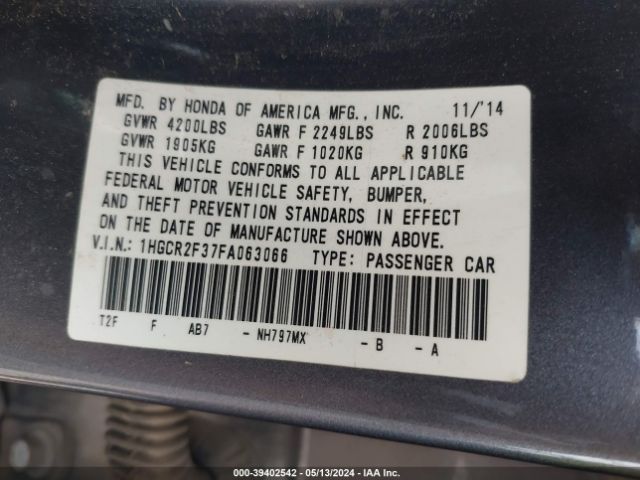 MFD. BY HONDA OF AMERICA MFG., INC. 11/'14
GVWR 4200LBS GAWR F 2249LBS R 2006LBS
GVWR 1905KG GAWR F 1020KG R 910KG
THIS VEHICLE CONFORMS TO ALL APPLICABLE
FEDERAL MOTOR VEHICLE SAFETY, BUMPER,
AND THEFT PREVENTION STANDARDS IN EFFECT
ON THE DATE OF MANUFACTURE SHOWN ABOVE.
V.I.N.: 1HGCR2F37FA063066 TYPE: PASSENGER CAR
T2F F AB7 - NH797MX - B - A
000-39402542 - 05/13/2024 - IAA Inc.